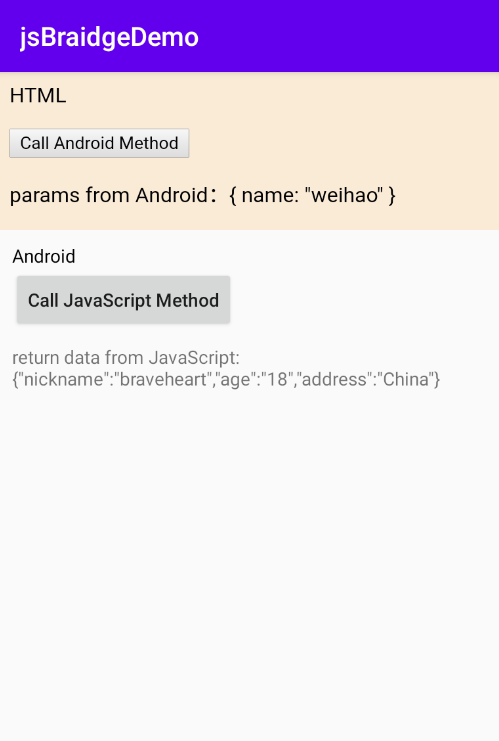 jsBraidgeDemo
HTML
Call Android Method
params from Android：{ name: "weihao" }
Android
Call JavaScript Method
return data from JavaScript:
{"nickname":"braveheart","age":"18","address":"China"}